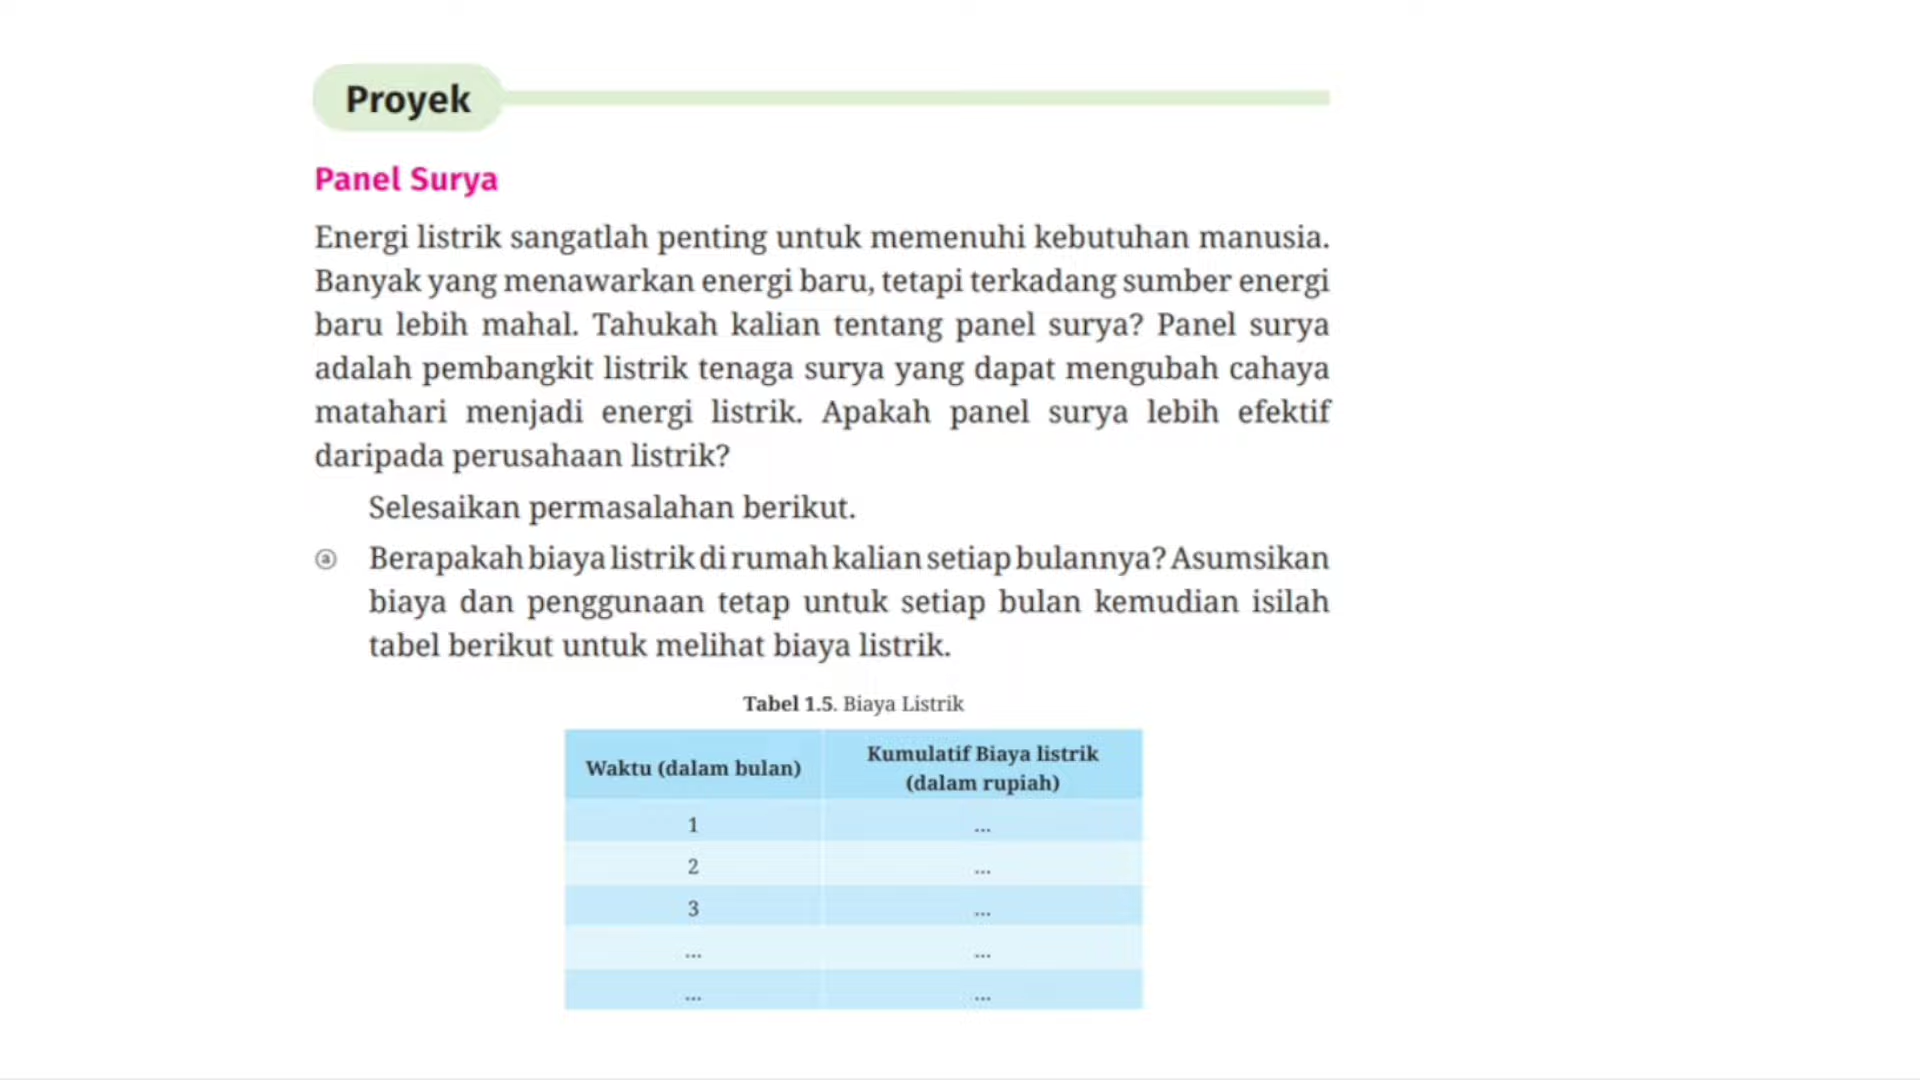 Proyek
Panel Surya
Energi listrik sangatlah penting untuk memenuhi kebutuhan manusia.
Banyak yang menawarkan energi baru, tetapi terkadang sumber energi
baru lebih mahal. Tahukah kalian tentang panel surya? Panel surya
adalah pembangkit listrik tenaga surya yang dapat mengubah cahaya
matahari menjadi energi listrik. Apakah panel surya lebih efektif
daripada perusahaan listrik?
Selesaikan permasalahan berikut.
ⓐ Berapakah biaya listrik di rumah kalian setiap bulannya? Asumsikan
biaya dan penggunaan tetap untuk setiap bulan kemudian isilah
tabel berikut untuk melihat biaya listrik.
Tabel 1.5. Biaya Listrik
Waktu (dalam bulan) Kumulatif Biaya listrik
(dalam rupiah)
1 ...
2 ...
3 ...
... ...
... ...